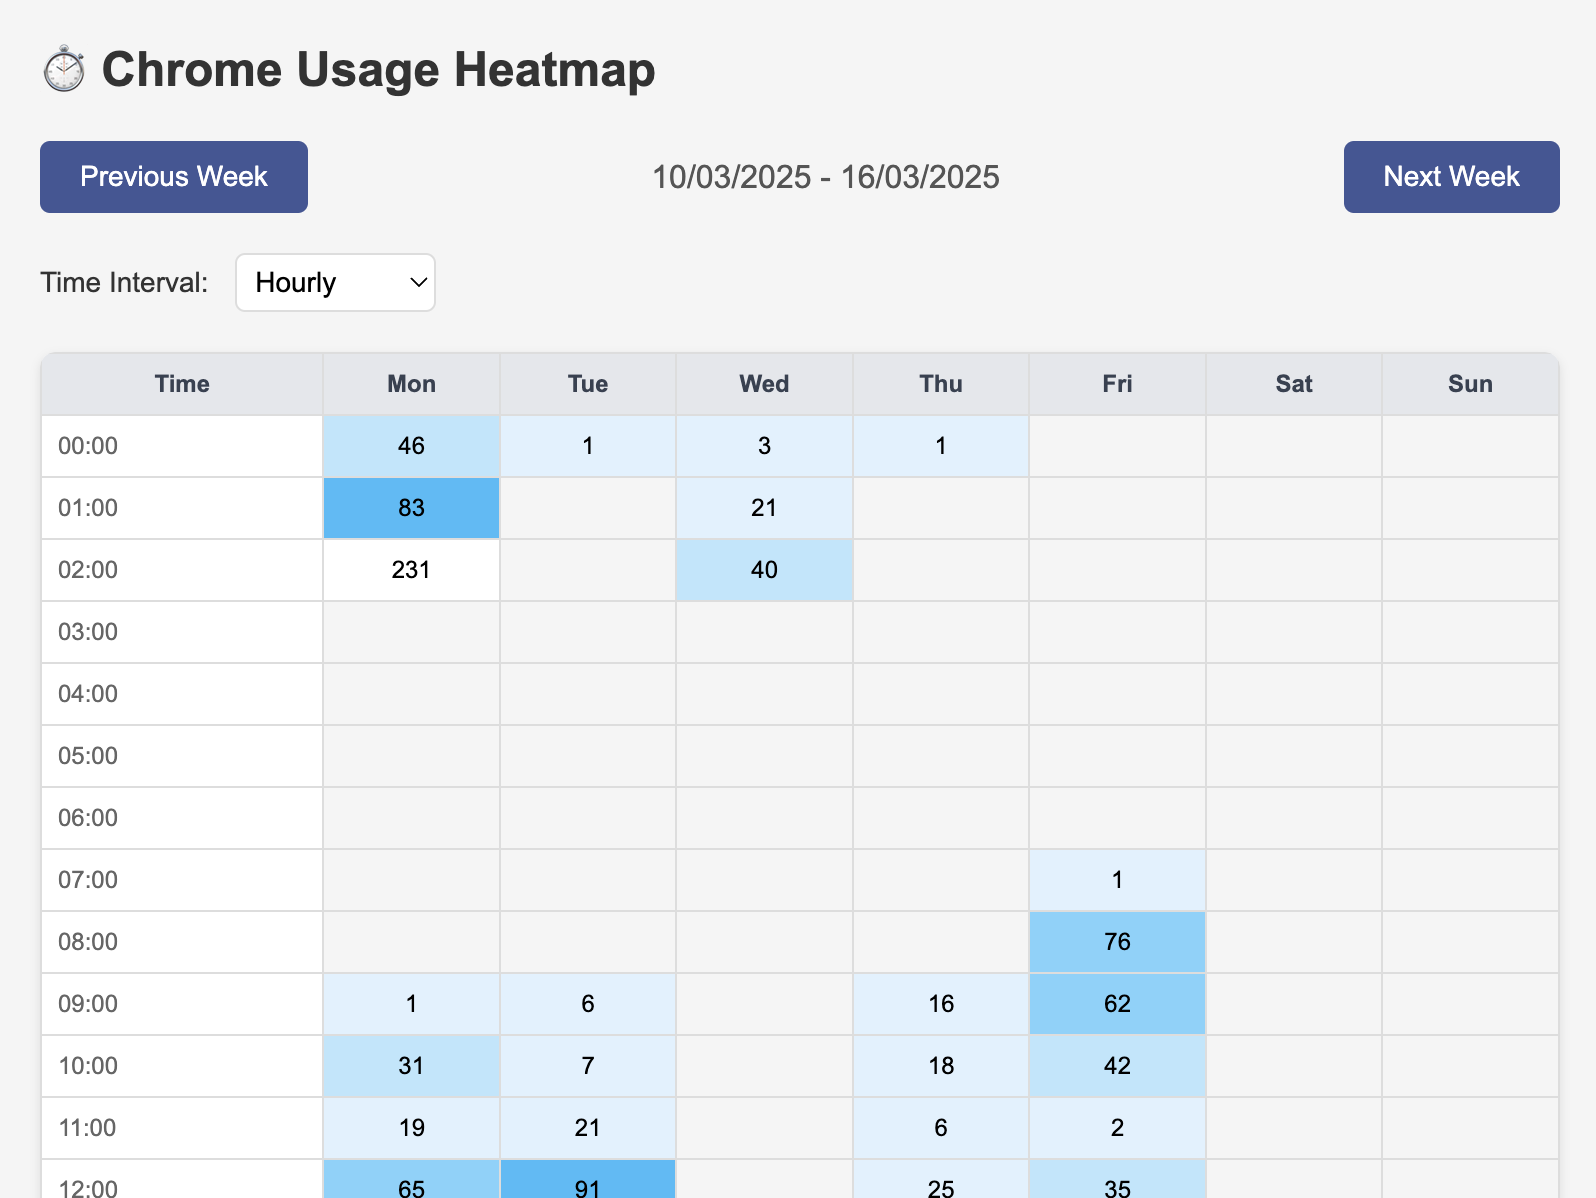 Chrome Usage Heatmap
Previous Week 10/03/2025 - 16/03/2025 Next Week
Time Interval: Hourly
Time Mon Tue Wed Thu Fri Sat Sun
00:00 46 1 3 1
01:00 83 21
02:00 231 40
03:00
04:00
05:00
06:00
07:00 1
08:00 76
09:00 1 6 16 62
10:00 31 7 18 42
11:00 19 21 6 2
12:00 65 91 25 35